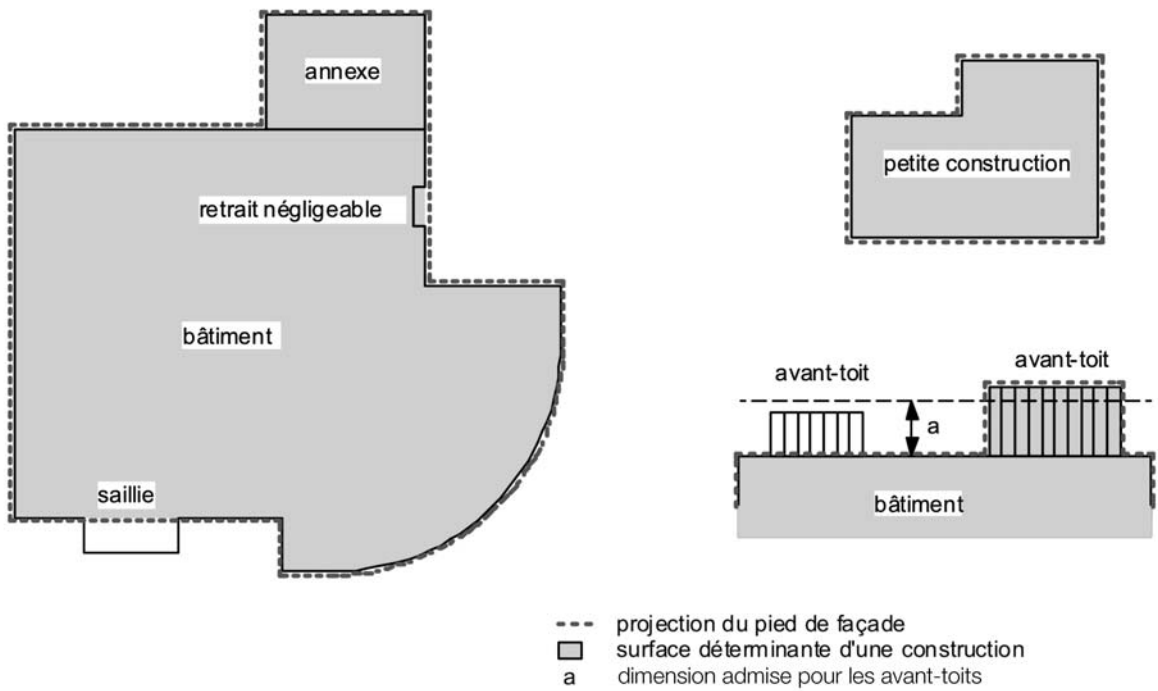 annexe
petite construction
retrait négligeable
bâtiment
avant-toit
avant-toit
a
saillie
bâtiment
projection du pied de façade
surface déterminante d'une construction
a dimension admise pour les avant-toits